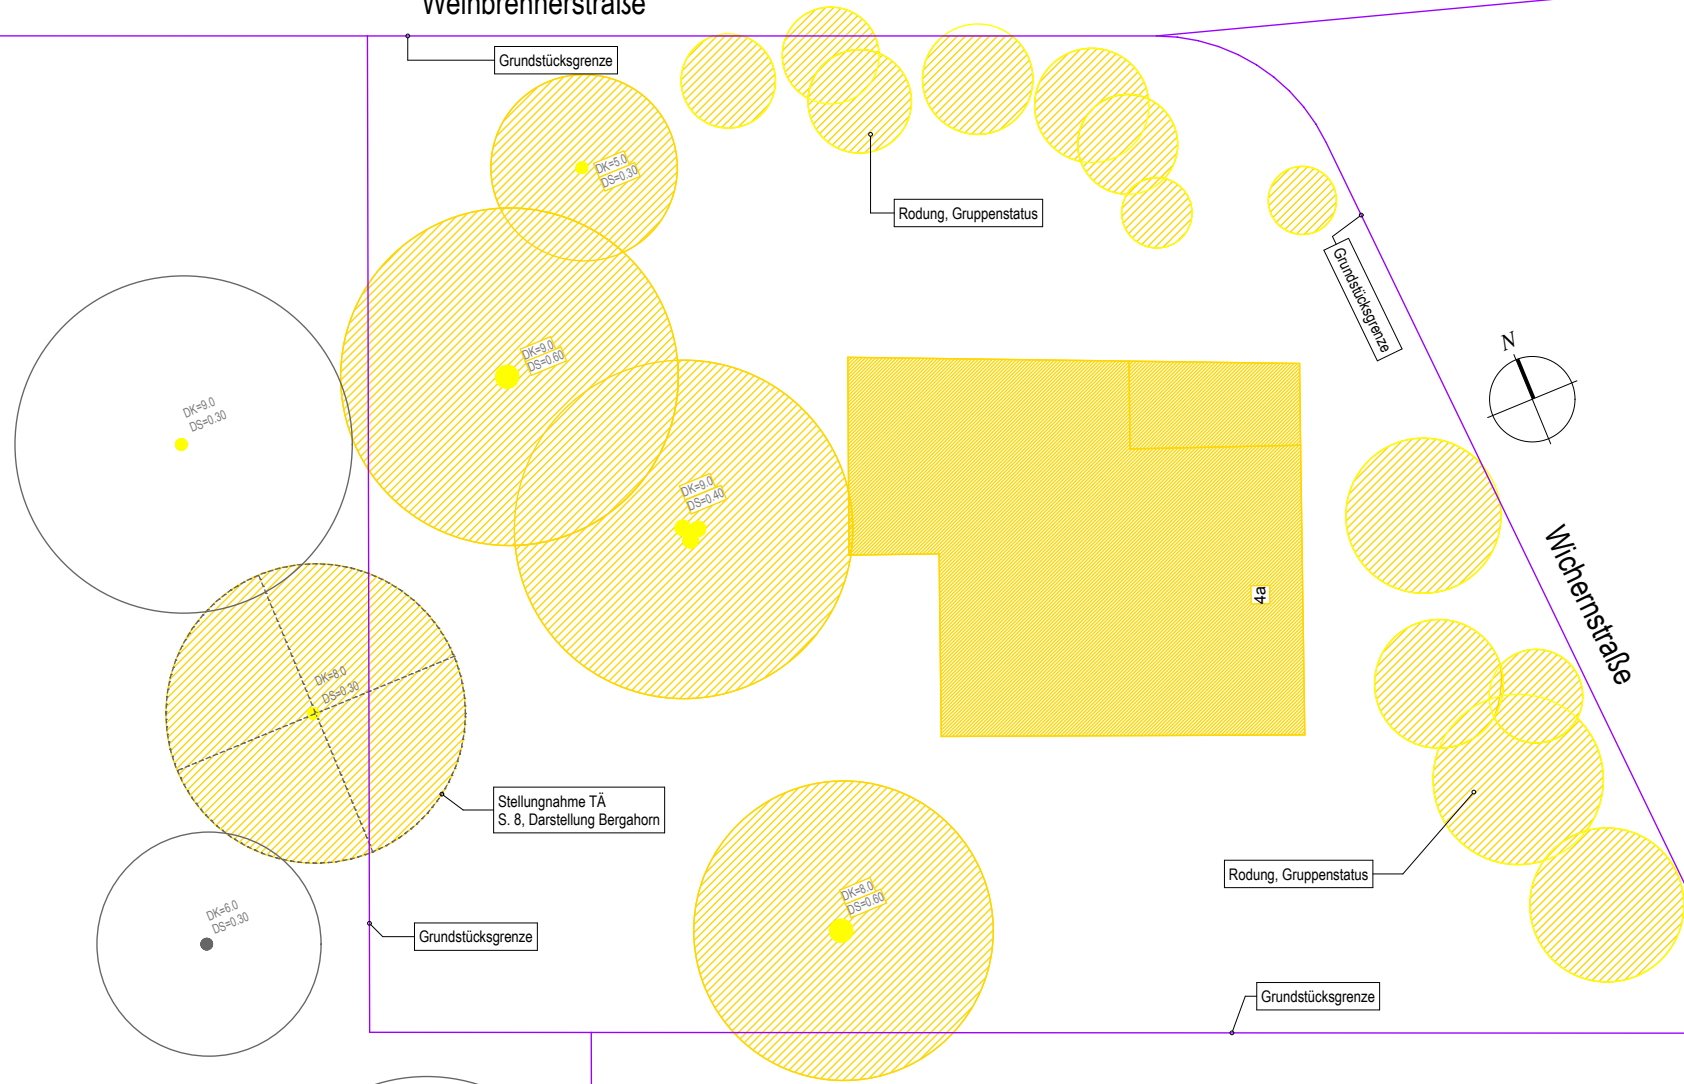 Weinbrennerstraße
Grundstücksgrenze
DK=5.0
DS=0.30
Rodung, Gruppenstatus
Grundstücksgrenze
N
DK=9.0
DS=0.60
DK=9.0
DS=0.30
DK=9.0
DS=0.40
4a
Wichernstraße
DK=8.0
DS=0.30
Stellungnahme TÄ
S. 8, Darstellung Bergahorn
Rodung, Gruppenstatus
DK=8.0
DS=0.60
DK=6.0
DS=0.30
Grundstücksgrenze
Grundstücksgrenze